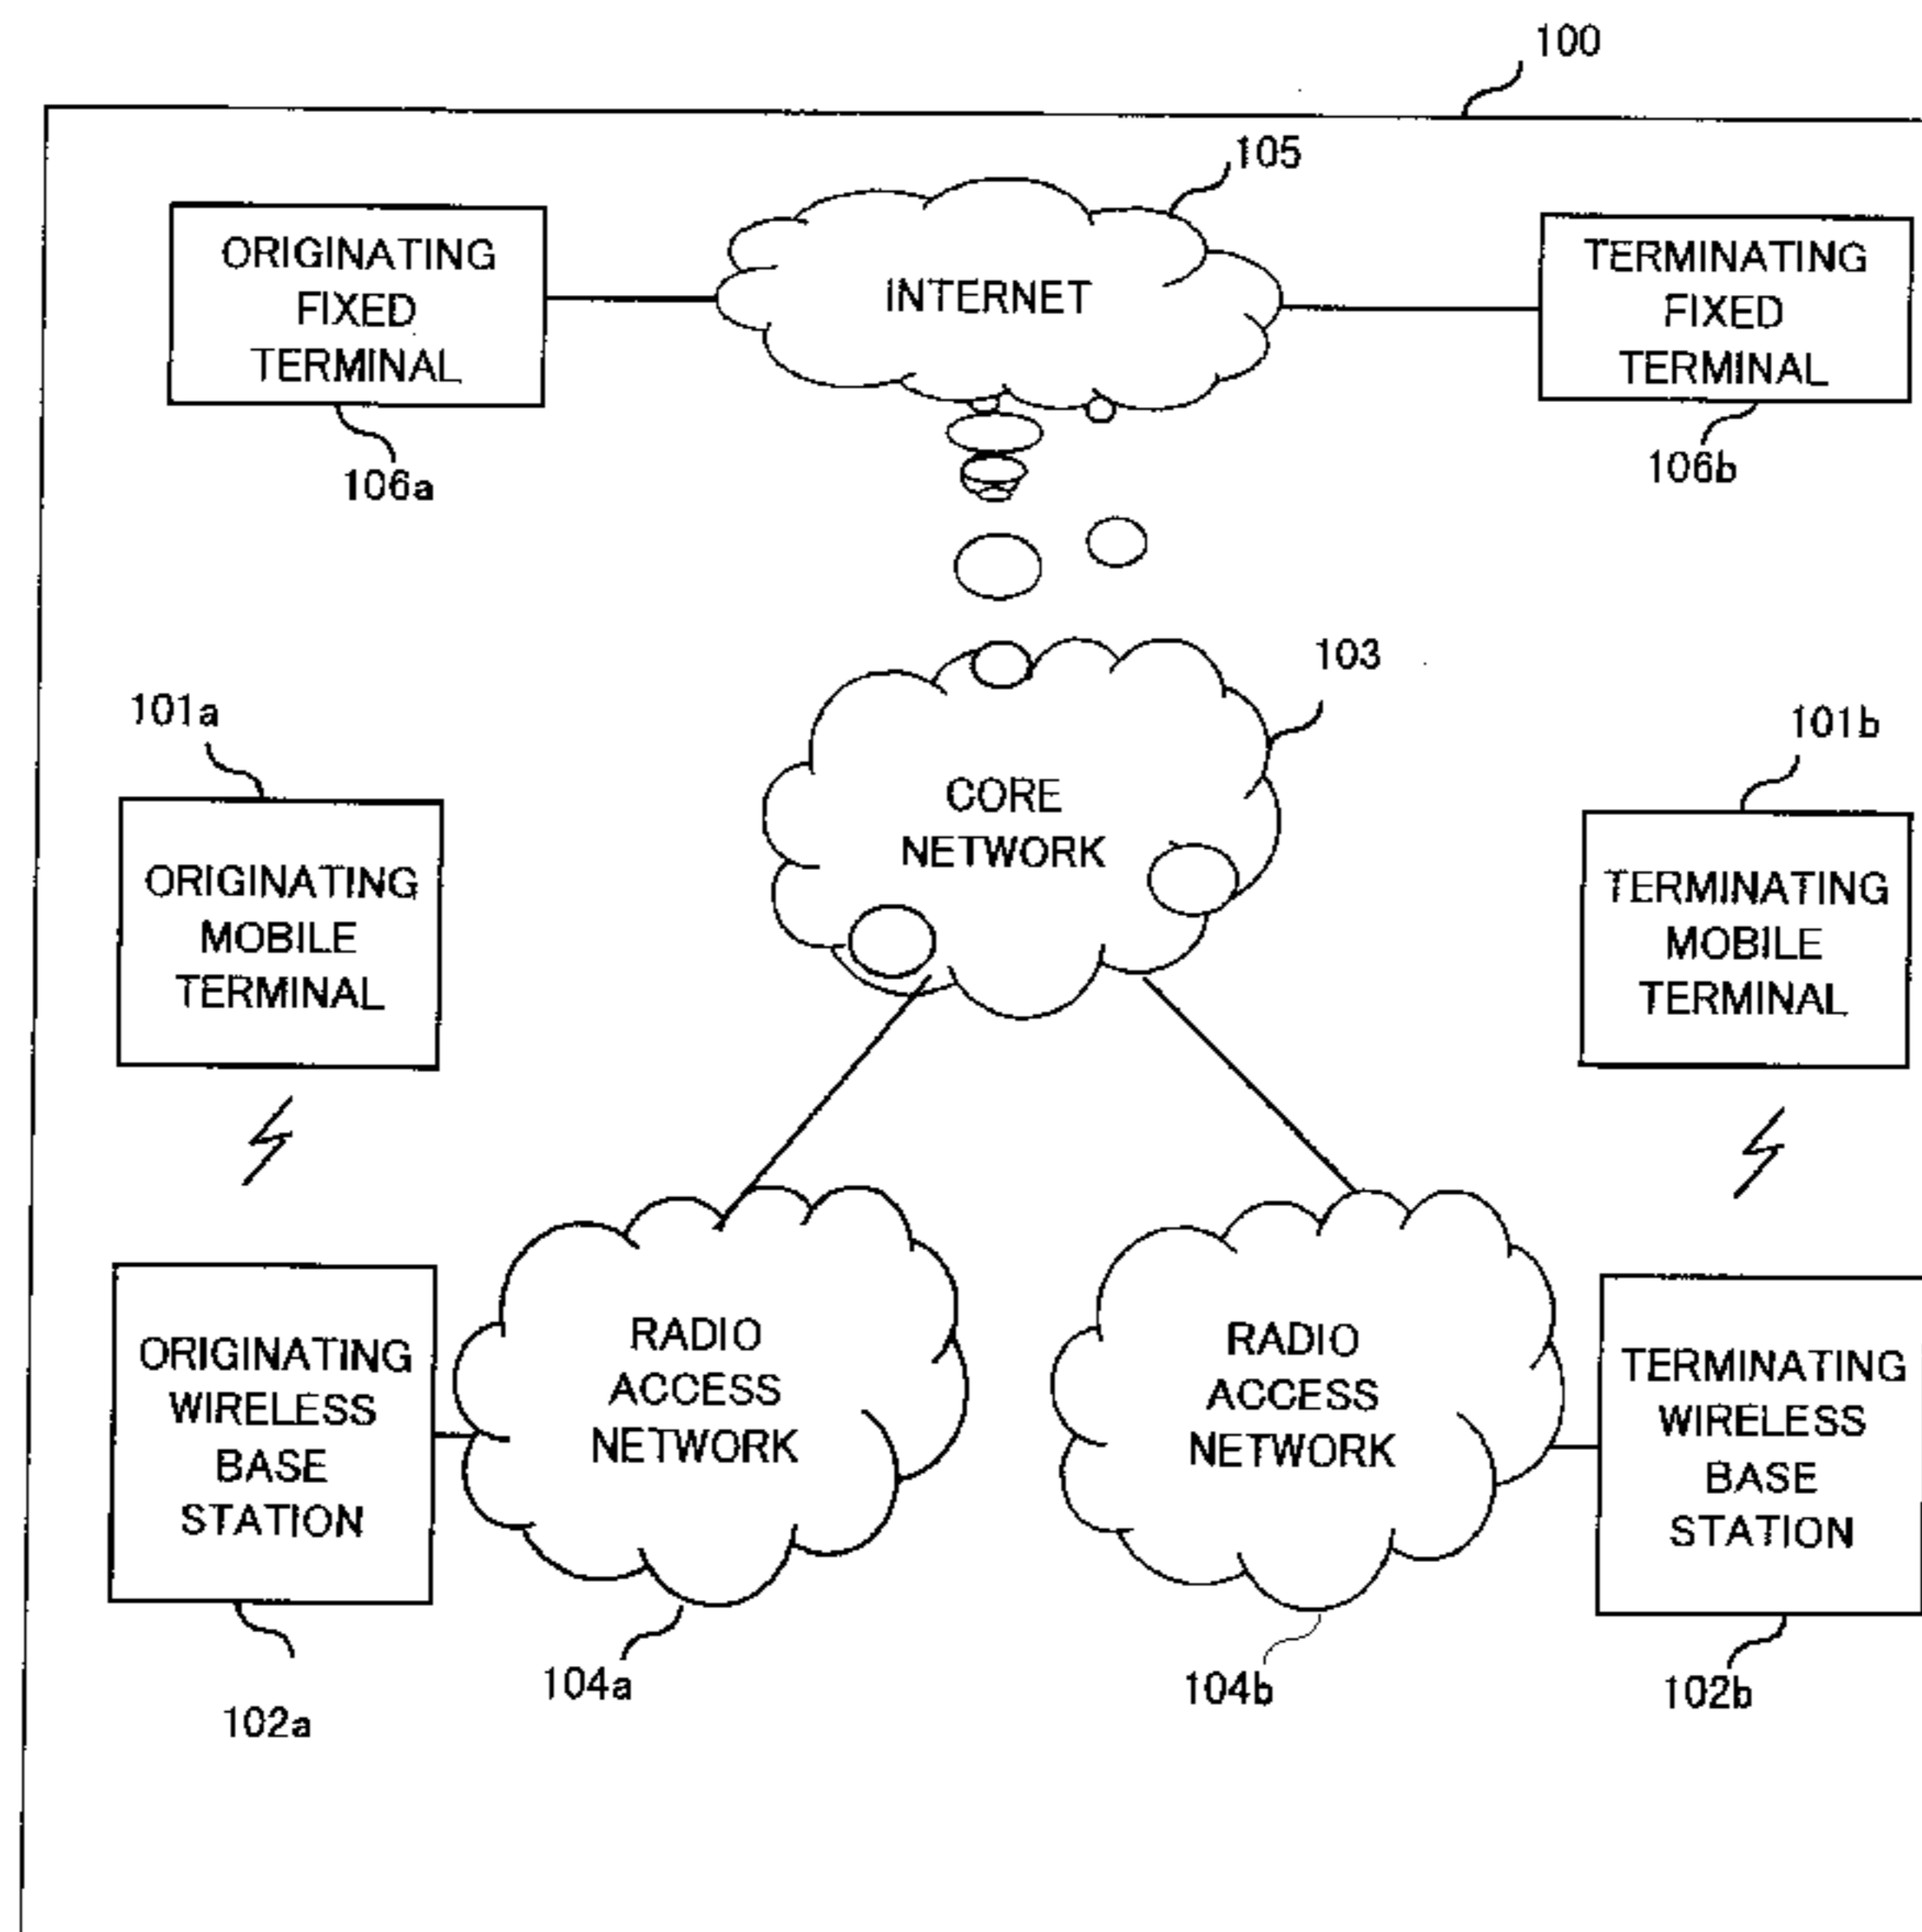 100
105
ORIGINATING
FIXED
TERMINAL
INTERNET
TERMINATING
FIXED
TERMINAL
106a
106b
103
101a
101b
CORE
NETWORK
ORIGINATING
MOBILE
TERMINAL
TERMINATING
MOBILE
TERMINAL
ORIGINATING
WIRELESS
BASE
STATION
RADIO
ACCESS
NETWORK
RADIO
ACCESS
NETWORK
TERMINATING
WIRELESS
BASE
STATION
104a
104b
102a
102b